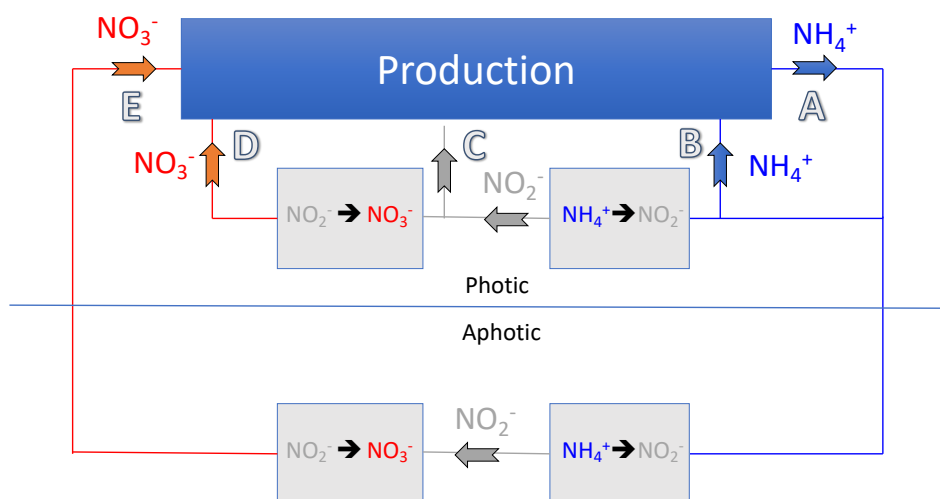 NO₃⁻
Production
NH₄⁺
E
A
D
C
B
NO₃⁻
NO₂⁻
NH₄⁺
NO₂⁻ ➔ NO₃⁻
NH₄⁺ ➔ NO₂⁻
Photic
Aphotic
NO₂⁻
NO₂⁻ ➔ NO₃⁻
NH₄⁺ ➔ NO₂⁻